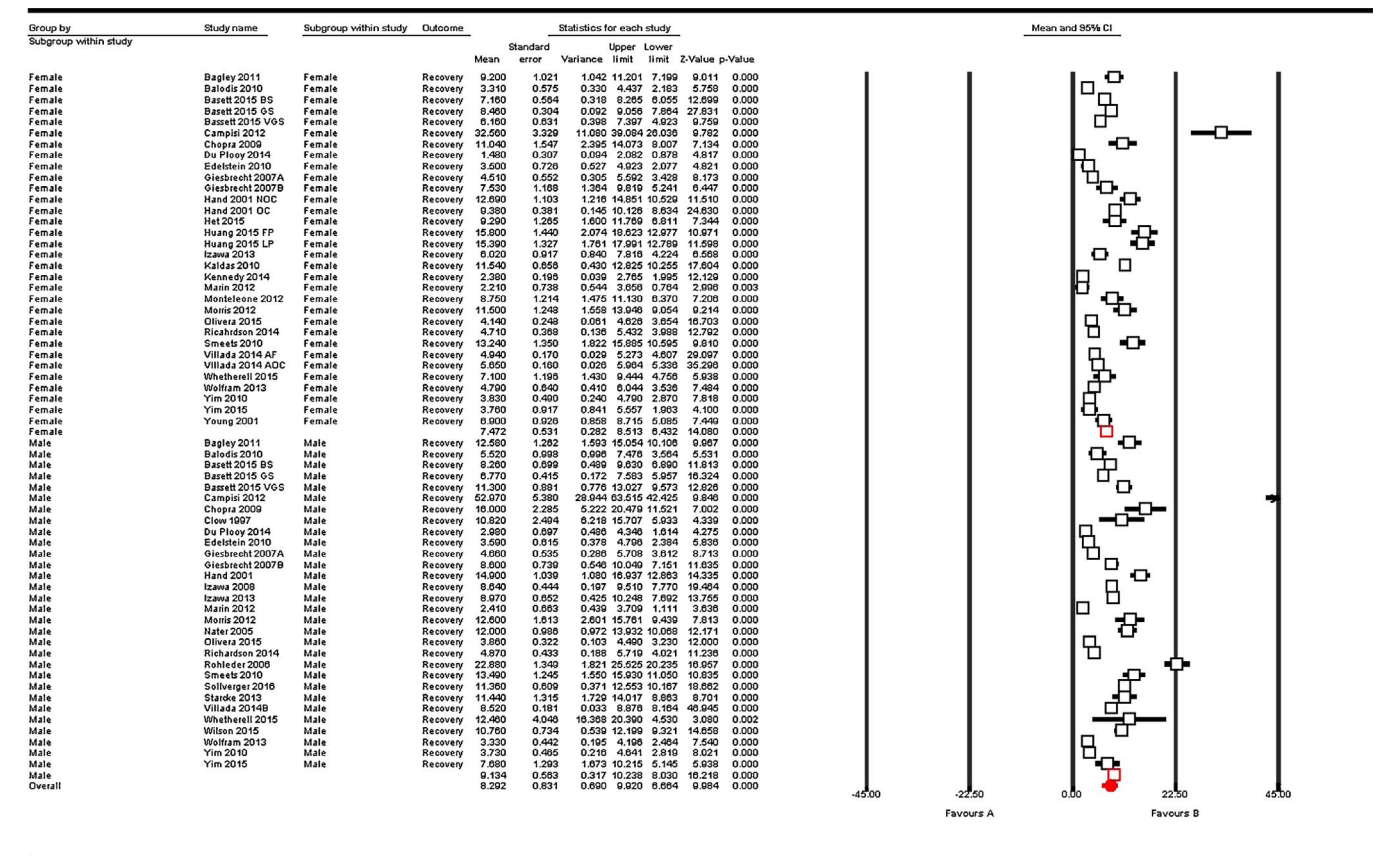 Group by Study name Subgroup within study Outcome Statistics for each study Mean and 95% CI
Subgroup within study
Standard Upper Lower
Mean error Variance limit limit Z-Value p-Value
Female Bagley 2011 Female Recovery 9.200 1.021 1.042 11.201 7.199 9.011 0.000
Female Balodis 2010 Female Recovery 3.310 0.575 0.330 4.437 2.183 5.758 0.000
Female Basett 2015 BS Female Recovery 7.160 0.564 0.318 8.265 6.055 12.699 0.000
Female Basett 2015 GS Female Recovery 8.460 0.304 0.092 9.056 7.864 27.831 0.000
Female Bassett 2015 VGS Female Recovery 6.160 0.631 0.398 7.397 4.923 9.759 0.000
Female Campisi 2012 Female Recovery 32.560 3.329 11.080 39.084 26.036 9.782 0.000
Female Chopra 2009 Female Recovery 11.040 1.547 2.395 14.073 8.007 7.134 0.000
Female Du Plooy 2014 Female Recovery 1.480 0.307 0.094 2.082 0.878 4.817 0.000
Female Edelstein 2010 Female Recovery 3.500 0.726 0.527 4.923 2.077 4.821 0.000
Female Giesbrecht 2007A Female Recovery 4.510 0.552 0.305 5.592 3.428 8.173 0.000
Female Giesbrecht 2007B Female Recovery 7.530 1.168 1.364 9.819 5.241 6.447 0.000
Female Hand 2001 NOC Female Recovery 12.690 1.103 1.216 14.851 10.529 11.510 0.000
Female Hand 2001 OC Female Recovery 9.380 0.381 0.145 10.126 8.634 24.630 0.000
Female Het 2015 Female Recovery 9.290 1.265 1.600 11.769 6.811 7.344 0.000
Female Huang 2015 FP Female Recovery 15.800 1.440 2.074 18.623 12.977 10.971 0.000
Female Huang 2015 LP Female Recovery 15.390 1.327 1.761 17.991 12.789 11.598 0.000
Female Izawa 2013 Female Recovery 6.020 0.917 0.840 7.816 4.224 6.568 0.000
Female Kaldas 2010 Female Recovery 11.540 0.656 0.430 12.825 10.255 17.604 0.000
Female Kennedy 2014 Female Recovery 2.380 0.196 0.039 2.765 1.995 12.129 0.000
Female Marin 2012 Female Recovery 2.210 0.738 0.544 3.656 0.764 2.996 0.003
Female Monteleone 2012 Female Recovery 8.750 1.214 1.475 11.130 6.370 7.206 0.000
Female Morris 2012 Female Recovery 11.500 1.248 1.558 13.946 9.054 9.214 0.000
Female Olivera 2015 Female Recovery 4.140 0.248 0.061 4.626 3.654 16.703 0.000
Female Ricahrdson 2014 Female Recovery 4.710 0.368 0.136 5.432 3.988 12.792 0.000
Female Smeets 2010 Female Recovery 13.240 1.350 1.822 15.885 10.595 9.810 0.000
Female Villada 2014 AF Female Recovery 4.940 0.170 0.029 5.273 4.607 29.097 0.000
Female Villada 2014 AOC Female Recovery 5.650 0.160 0.026 5.964 5.336 35.296 0.000
Female Whetherell 2015 Female Recovery 7.100 1.196 1.430 9.444 4.756 5.938 0.000
Female Wolfram 2013 Female Recovery 4.790 0.640 0.410 6.044 3.536 7.484 0.000
Female Yim 2010 Female Recovery 3.830 0.490 0.240 4.790 2.870 7.818 0.000
Female Yim 2015 Female Recovery 3.760 0.917 0.841 5.557 1.963 4.100 0.000
Female Young 2001 Female Recovery 6.900 0.926 0.858 8.715 5.085 7.449 0.000
Female 7.472 0.531 0.282 8.513 6.432 14.080 0.000
Male Bagley 2011 Male Recovery 12.580 1.262 1.593 15.054 10.106 9.967 0.000
Male Balodis 2010 Male Recovery 5.520 0.998 0.996 7.476 3.564 5.531 0.000
Male Basett 2015 BS Male Recovery 8.260 0.699 0.489 9.630 6.890 11.813 0.000
Male Basett 2015 GS Male Recovery 6.770 0.415 0.172 7.583 5.957 16.324 0.000
Male Bassett 2015 VGS Male Recovery 11.300 0.881 0.776 13.027 9.573 12.826 0.000
Male Campisi 2012 Male Recovery 52.970 5.380 28.944 63.515 42.425 9.846 0.000
Male Chopra 2009 Male Recovery 16.000 2.285 5.222 20.479 11.521 7.002 0.000
Male Clow 1997 Male Recovery 10.820 2.494 6.218 15.707 5.933 4.339 0.000
Male Du Plooy 2014 Male Recovery 2.980 0.697 0.486 4.346 1.614 4.275 0.000
Male Edelstein 2010 Male Recovery 3.590 0.615 0.378 4.796 2.384 5.836 0.000
Male Giesbrecht 2007A Male Recovery 4.660 0.535 0.286 5.708 3.612 8.713 0.000
Male Giesbrecht 2007B Male Recovery 8.600 0.739 0.546 10.049 7.151 11.635 0.000
Male Hand 2001 Male Recovery 14.900 1.039 1.080 16.937 12.863 14.335 0.000
Male Izawa 2008 Male Recovery 8.640 0.444 0.197 9.510 7.770 19.464 0.000
Male Izawa 2013 Male Recovery 8.970 0.652 0.425 10.248 7.692 13.755 0.000
Male Marin 2012 Male Recovery 2.410 0.663 0.439 3.709 1.111 3.636 0.000
Male Morris 2012 Male Recovery 12.600 1.613 2.601 15.761 9.439 7.813 0.000
Male Nater 2005 Male Recovery 12.000 0.986 0.972 13.932 10.068 12.171 0.000
Male Olivera 2015 Male Recovery 3.860 0.322 0.103 4.490 3.230 12.000 0.000
Male Richardson 2014 Male Recovery 4.870 0.433 0.188 5.719 4.021 11.236 0.000
Male Rohleder 2006 Male Recovery 22.880 1.349 1.821 25.525 20.235 16.957 0.000
Male Smeets 2010 Male Recovery 13.490 1.245 1.550 15.930 11.050 10.835 0.000
Male Sollverger 2016 Male Recovery 11.360 0.609 0.371 12.553 10.167 18.662 0.000
Male Starcke 2013 Male Recovery 11.440 1.315 1.729 14.017 8.863 8.701 0.000
Male Villada 2014B Male Recovery 8.520 0.181 0.033 8.876 8.164 46.945 0.000
Male Whetherell 2015 Male Recovery 12.460 4.046 16.368 20.390 4.530 3.080 0.002
Male Wilson 2015 Male Recovery 10.760 0.734 0.539 12.199 9.321 14.658 0.000
Male Wolfram 2013 Male Recovery 3.330 0.442 0.195 4.196 2.464 7.540 0.000
Male Yim 2010 Male Recovery 3.730 0.465 0.216 4.641 2.819 8.021 0.000
Male Yim 2015 Male Recovery 7.680 1.293 1.673 10.215 5.145 5.938 0.000
Male 9.134 0.563 0.317 10.238 8.030 16.218 0.000
Overall 8.292 0.831 0.690 9.920 6.664 9.984 0.000
-45.00 -22.50 0.00 22.50 45.00
Favours A Favours B